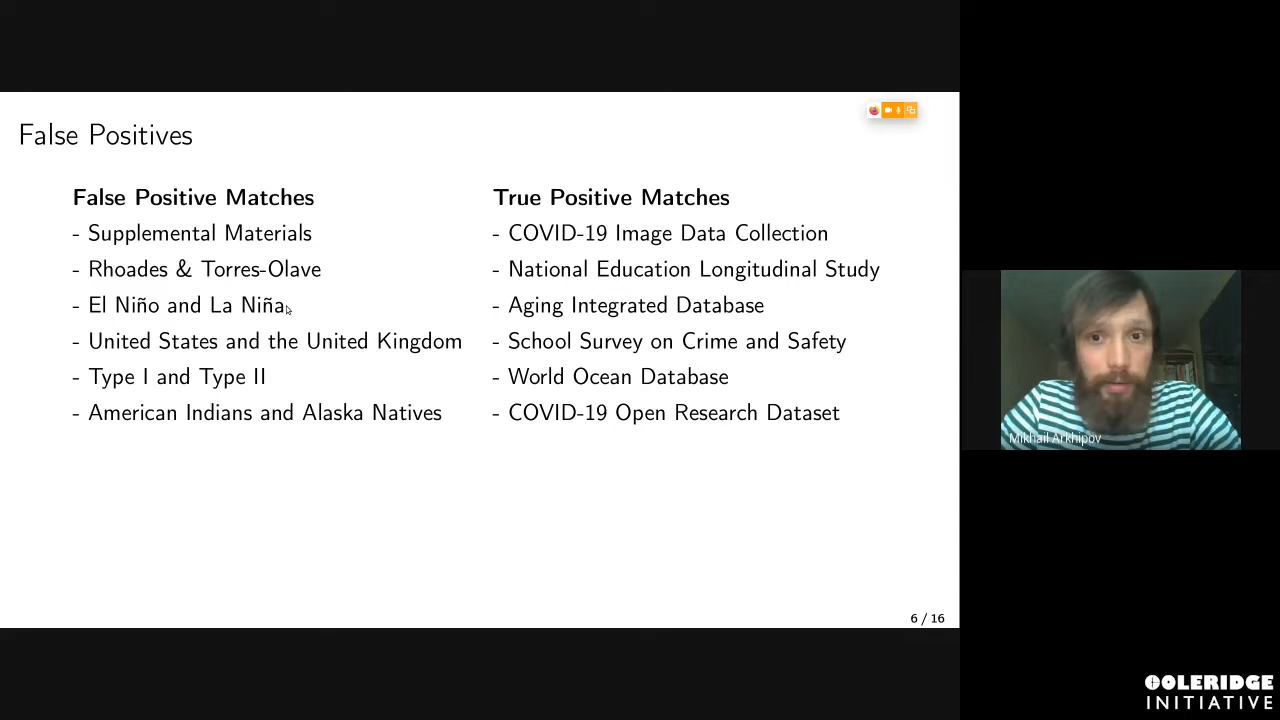 False Positives
False Positive Matches
- Supplemental Materials
- Rhoades & Torres-Olave
- El Niño and La Niña
- United States and the United Kingdom
- Type I and Type II
- American Indians and Alaska Natives
True Positive Matches
- COVID-19 Image Data Collection
- National Education Longitudinal Study
- Aging Integrated Database
- School Survey on Crime and Safety
- World Ocean Database
- COVID-19 Open Research Dataset
6 / 16
Mikhail Arkhipov
COLERIDGE
INITIATIVE